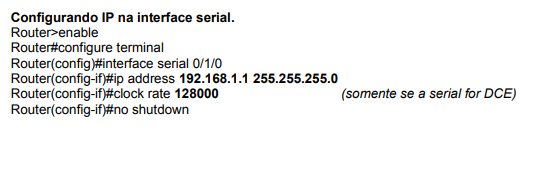 Configurando IP na interface serial.
Router>enable
Router#configure terminal
Router(config)#interface serial 0/1/0
Router(config-if)#ip address 192.168.1.1 255.255.255.0
Router(config-if)#clock rate 128000 (somente se a serial for DCE)
Router(config-if)#no shutdown